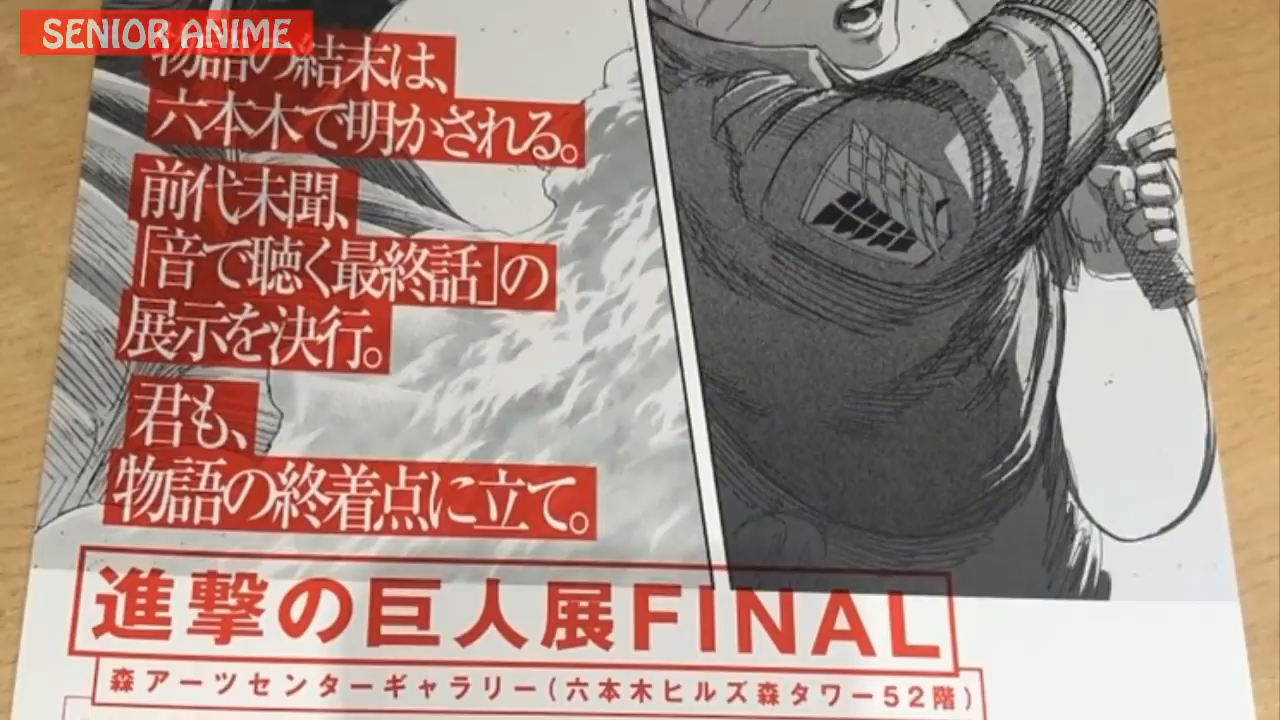 SENIOR ANIME
物語の結末は、
六本木で明かされる。
前代未聞、
「音で聴く最終話」の
展示を決行。
君も、
物語の終着点に立て。
進撃の巨人展FINAL
森アーツセンターギャラリー(六本木ヒルズ森タワー52階)